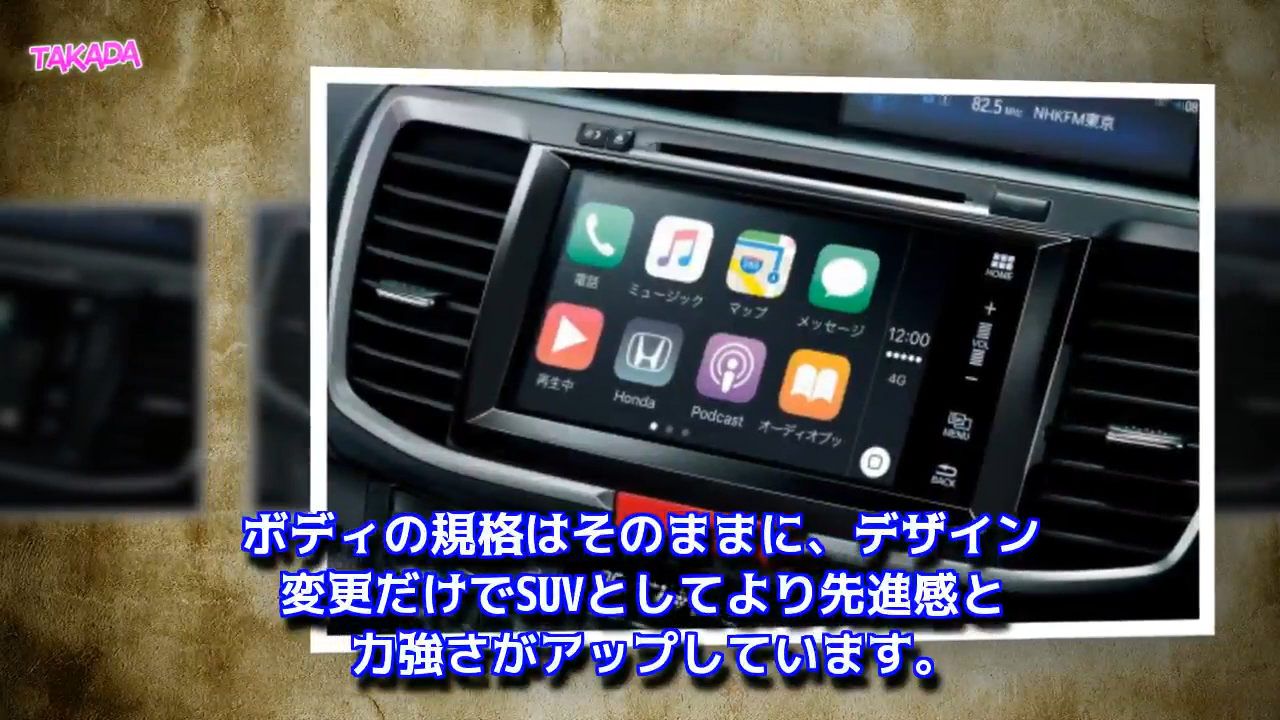 TAKADA
82.5 MHz NHKFM東京
電話 ミュージック マップ メッセージ
再生中 Honda Podcast オーディオブッ
12:00
4G
HOME
+
VOL
−
MENU
BACK
ボディの規格はそのままに、デザイン
変更だけでSUVとしてより先進感と
力強さがアップしています。